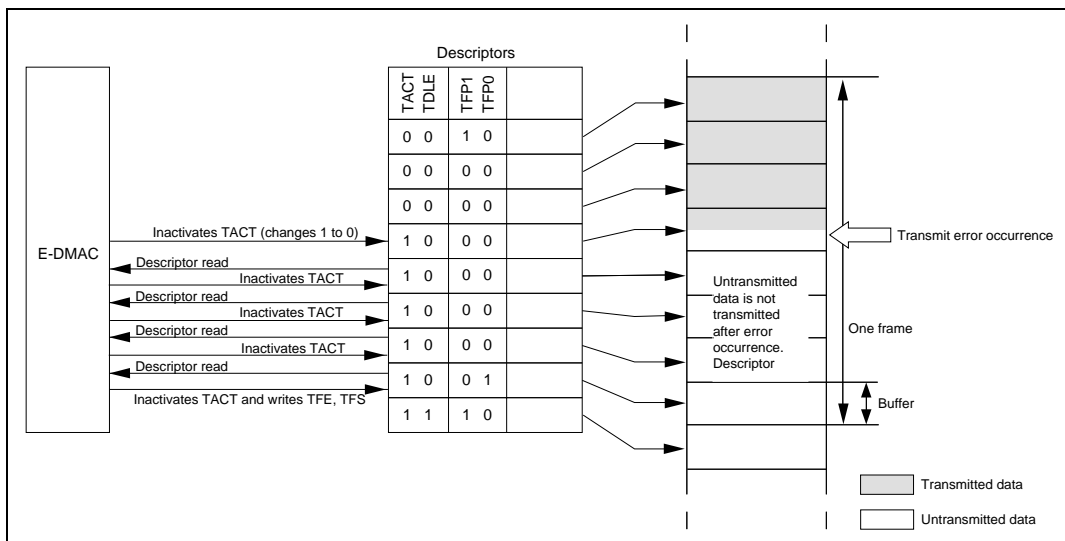 Descriptors
TACT
TDLE
TFP1
TFP0
0 0 1 0
0 0 0 0
0 0 0 0
E-DMAC
Inactivates TACT (changes 1 to 0)
1 0 0 0
Descriptor read
Inactivates TACT
1 0 0 0
Descriptor read
Inactivates TACT
1 0 0 0
Descriptor read
Inactivates TACT
1 0 0 0
Descriptor read
1 0 0 1
Inactivates TACT and writes TFE, TFS
1 1 1 0
Transmit error occurrence
Untransmitted
data is not
transmitted
after error
occurrence.
Descriptor
One frame
Buffer
Transmitted data
Untransmitted data